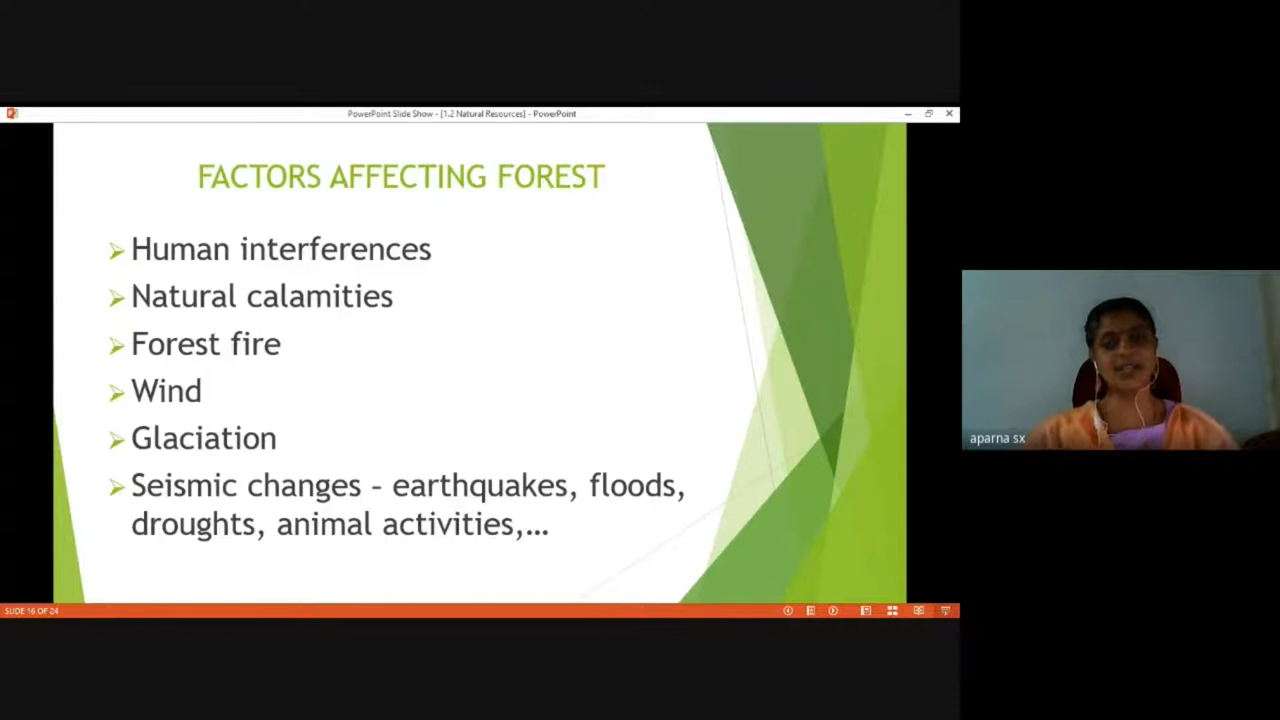 PowerPoint Slide Show - [1.2 Natural Resources] - PowerPoint
FACTORS AFFECTING FOREST
Human interferences
Natural calamities
Forest fire
Wind
Glaciation
Seismic changes – earthquakes, floods,
droughts, animal activities,...
aparna sx
SLIDE 16 OF 24